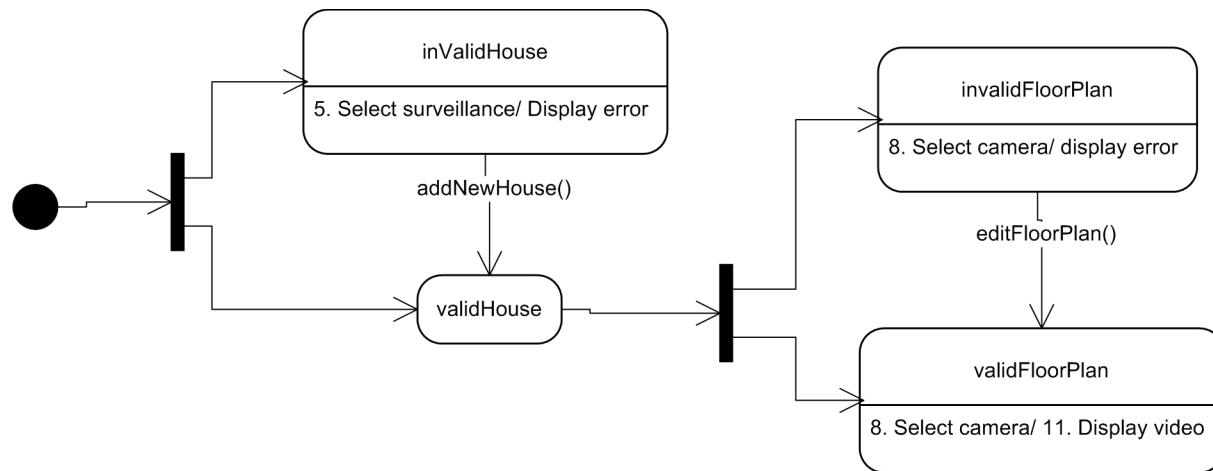 inValidHouse
5. Select surveillance/ Display error
addNewHouse()
validHouse
invalidFloorPlan
8. Select camera/ display error
editFloorPlan()
validFloorPlan
8. Select camera/ 11. Display video